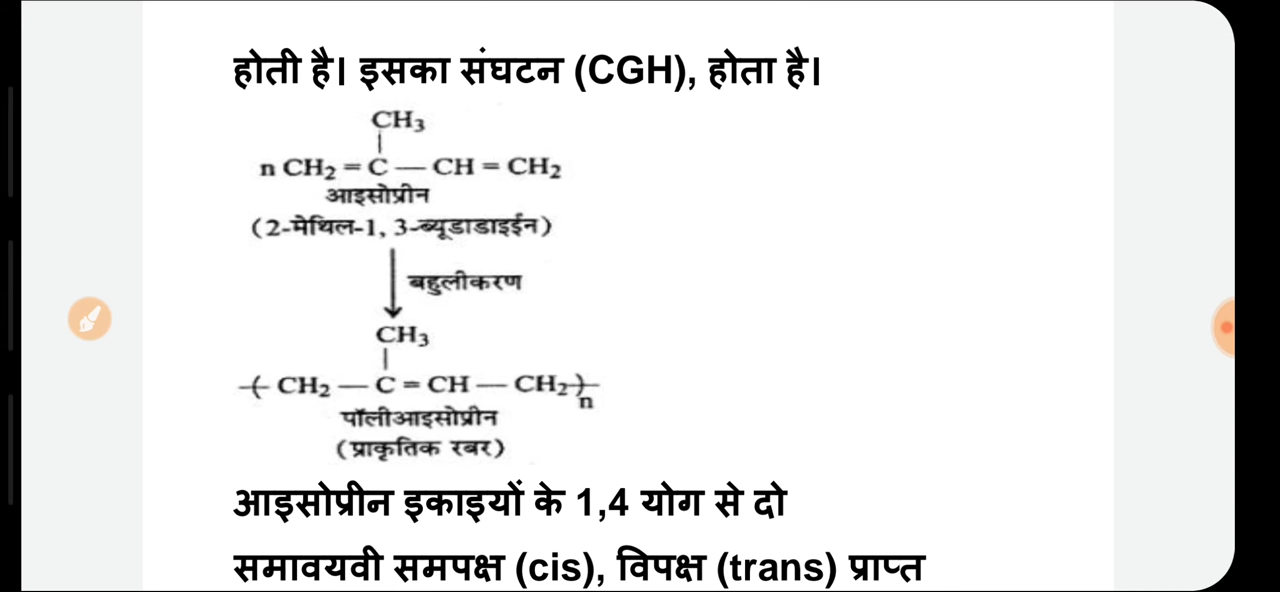 होती है। इसका संघटन (CGH), होता है।
CH₃
|
n CH₂ = C — CH = CH₂
आइसोप्रीन
(2-मेथिल-1, 3-ब्यूडाडाइईन)
बहुलीकरण
CH₃
|
-( CH₂ — C = CH — CH₂ )-n
पॉलीआइसोप्रीन
(प्राकृतिक रबर)
आइसोप्रीन इकाइयों के 1,4 योग से दो
समावयवी समपक्ष (cis), विपक्ष (trans) प्राप्त